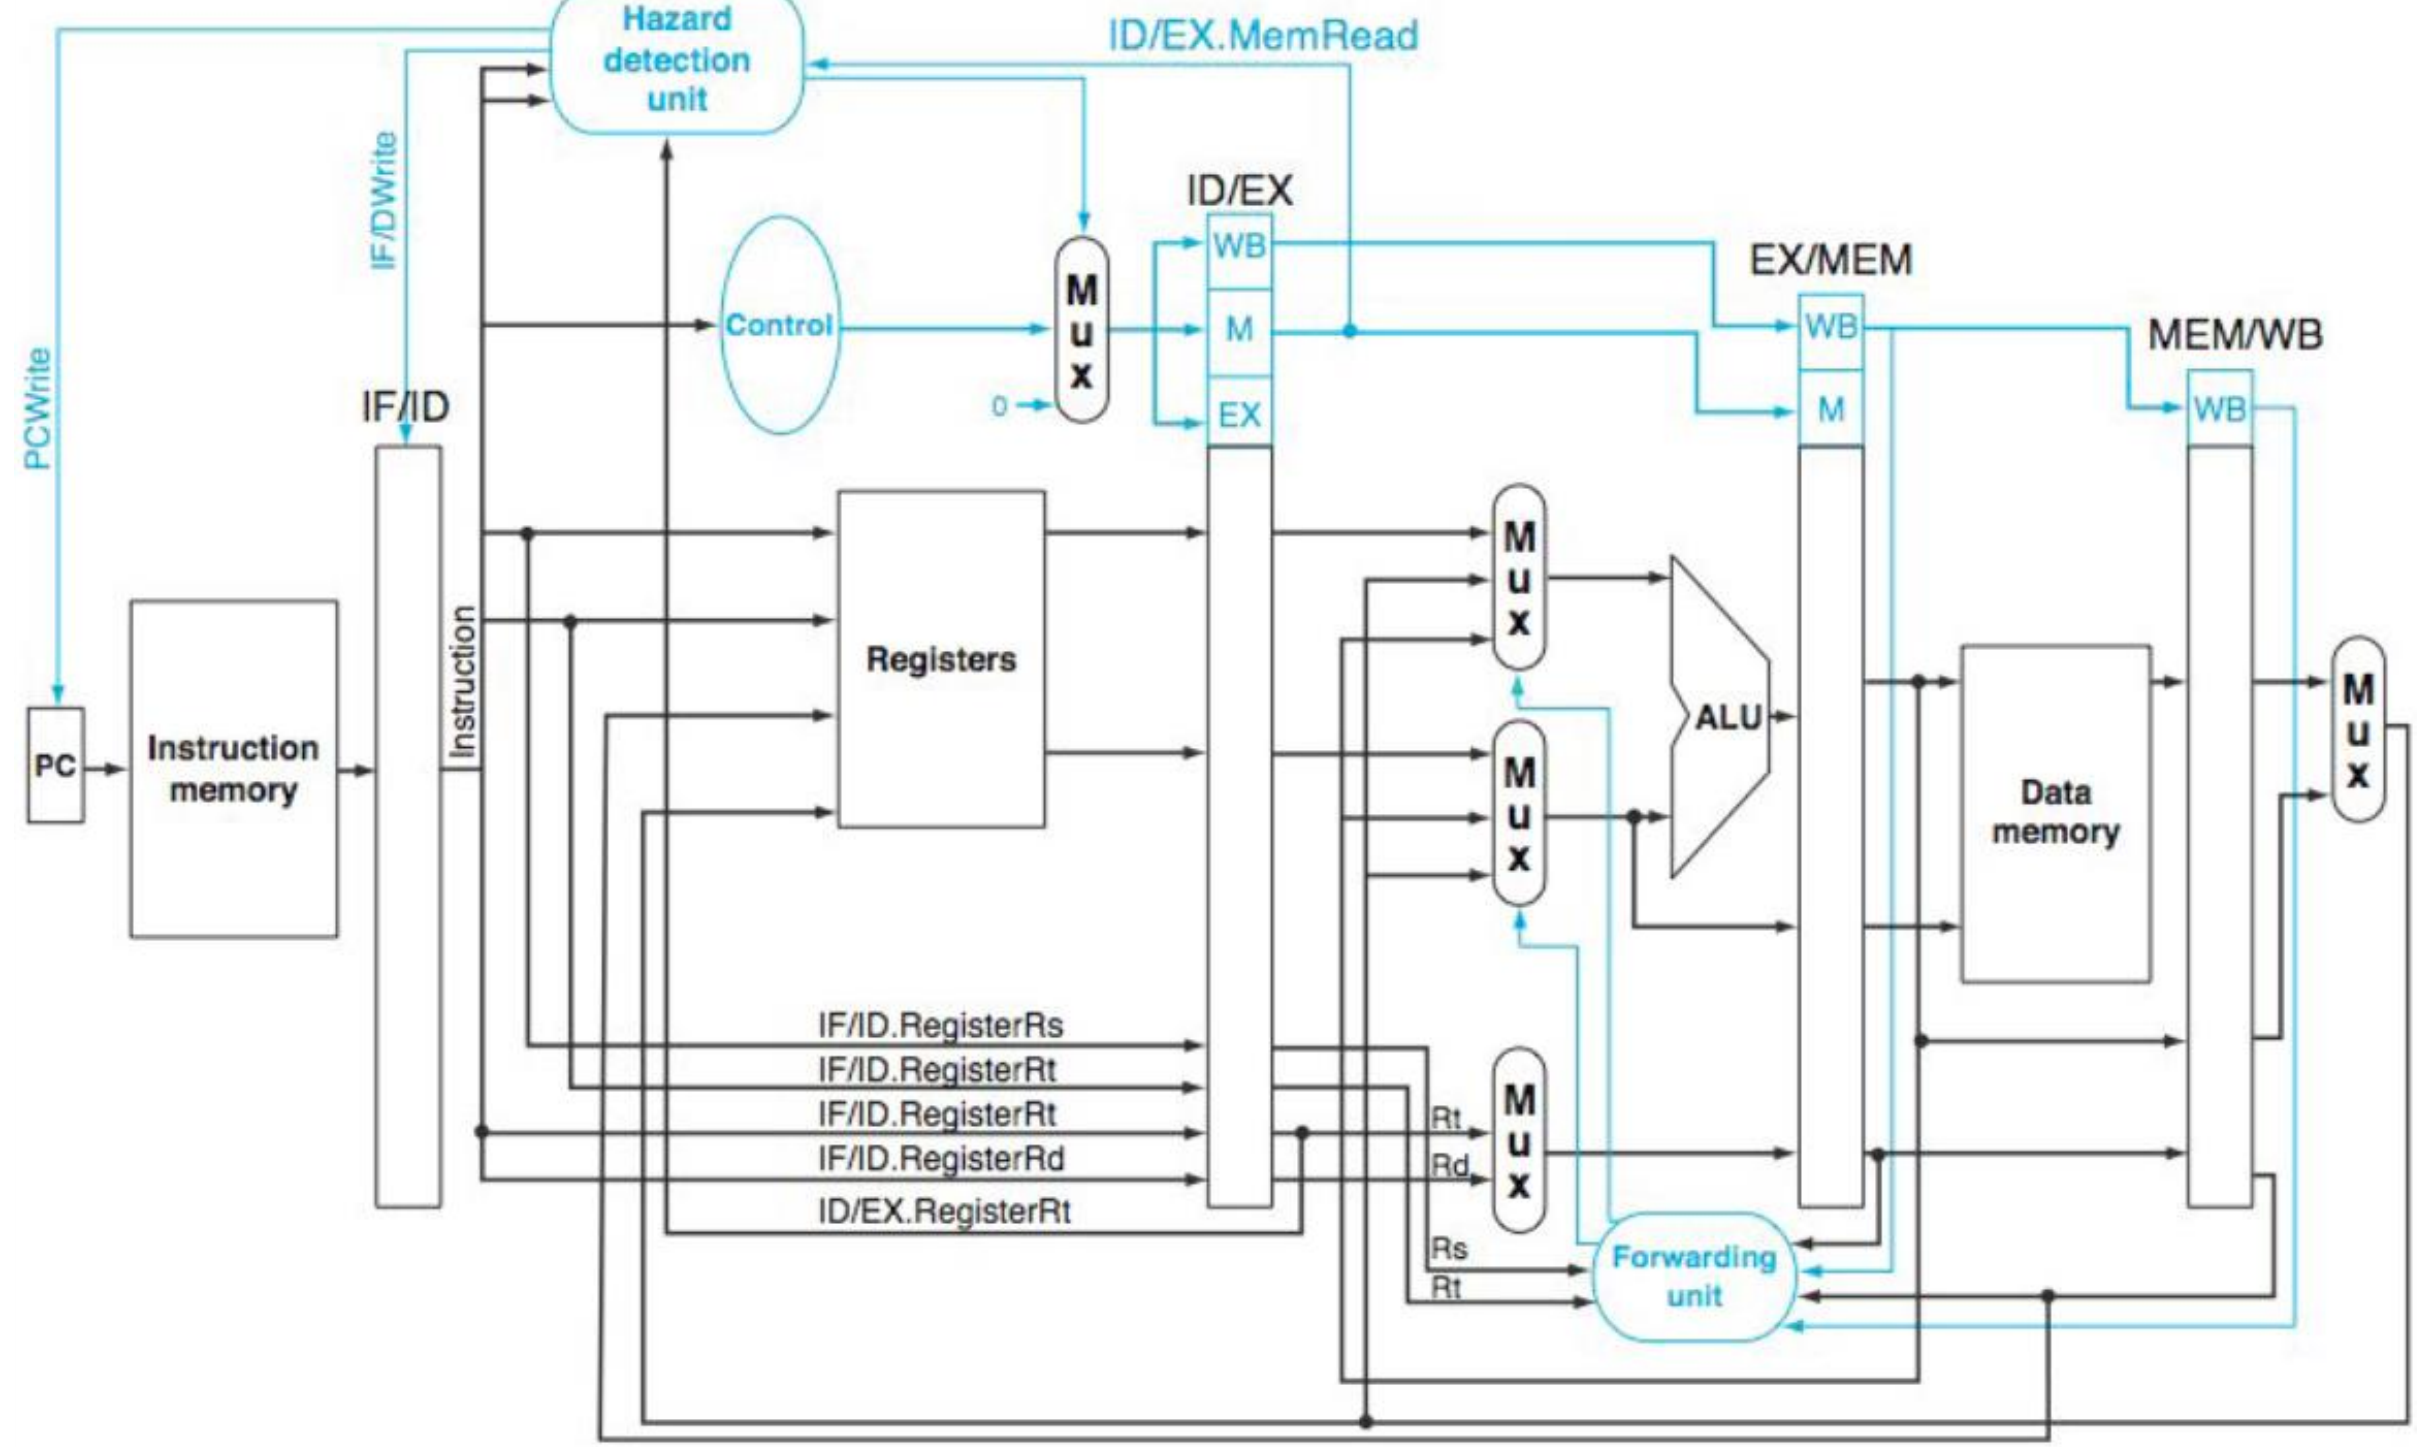 Hazard
detection
unit
ID/EX.MemRead
IF/DWrite
PCWrite
ID/EX
WB
M
EX
Control
0
M
u
x
EX/MEM
WB
M
MEM/WB
WB
IF/ID
PC
Instruction
memory
Instruction
Registers
M
u
x
M
u
x
ALU
Data
memory
M
u
x
IF/ID.RegisterRs
IF/ID.RegisterRt
IF/ID.RegisterRt
IF/ID.RegisterRd
ID/EX.RegisterRt
Rt
Rd
M
u
x
Rs
Rt
Forwarding
unit